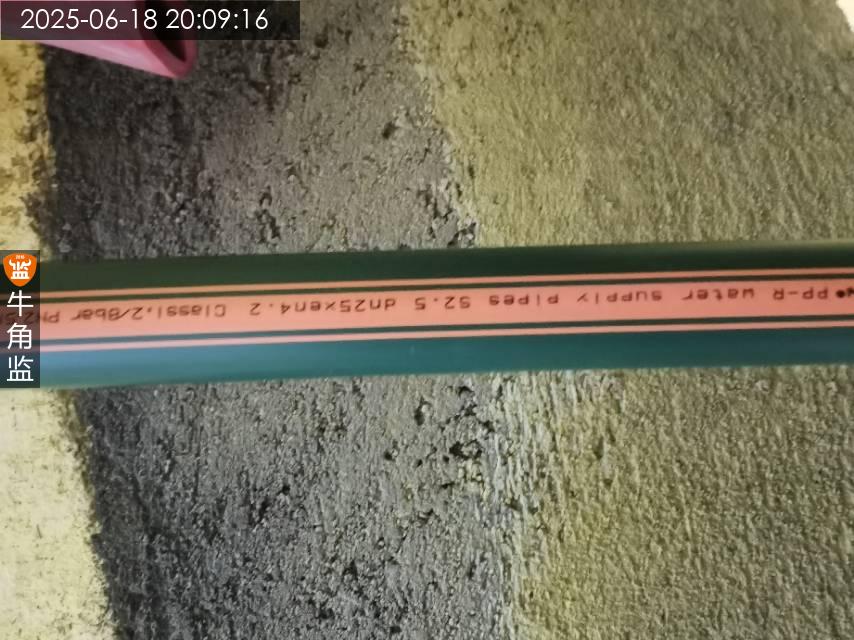 2025-06-18 20:09:16
监
牛角监
PP-R water supply pipes S2.5 dn25xen4.2 Class1,2/8bar